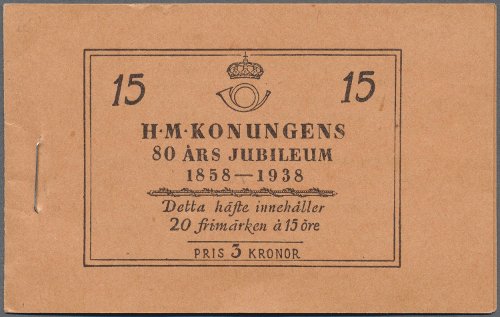 15 15
H·M·KONUNGENS
80 ÅRS JUBILEUM
1858—1938
Detta häfte innehåller
20 frimärken à 15 öre
PRIS 3 KRONOR